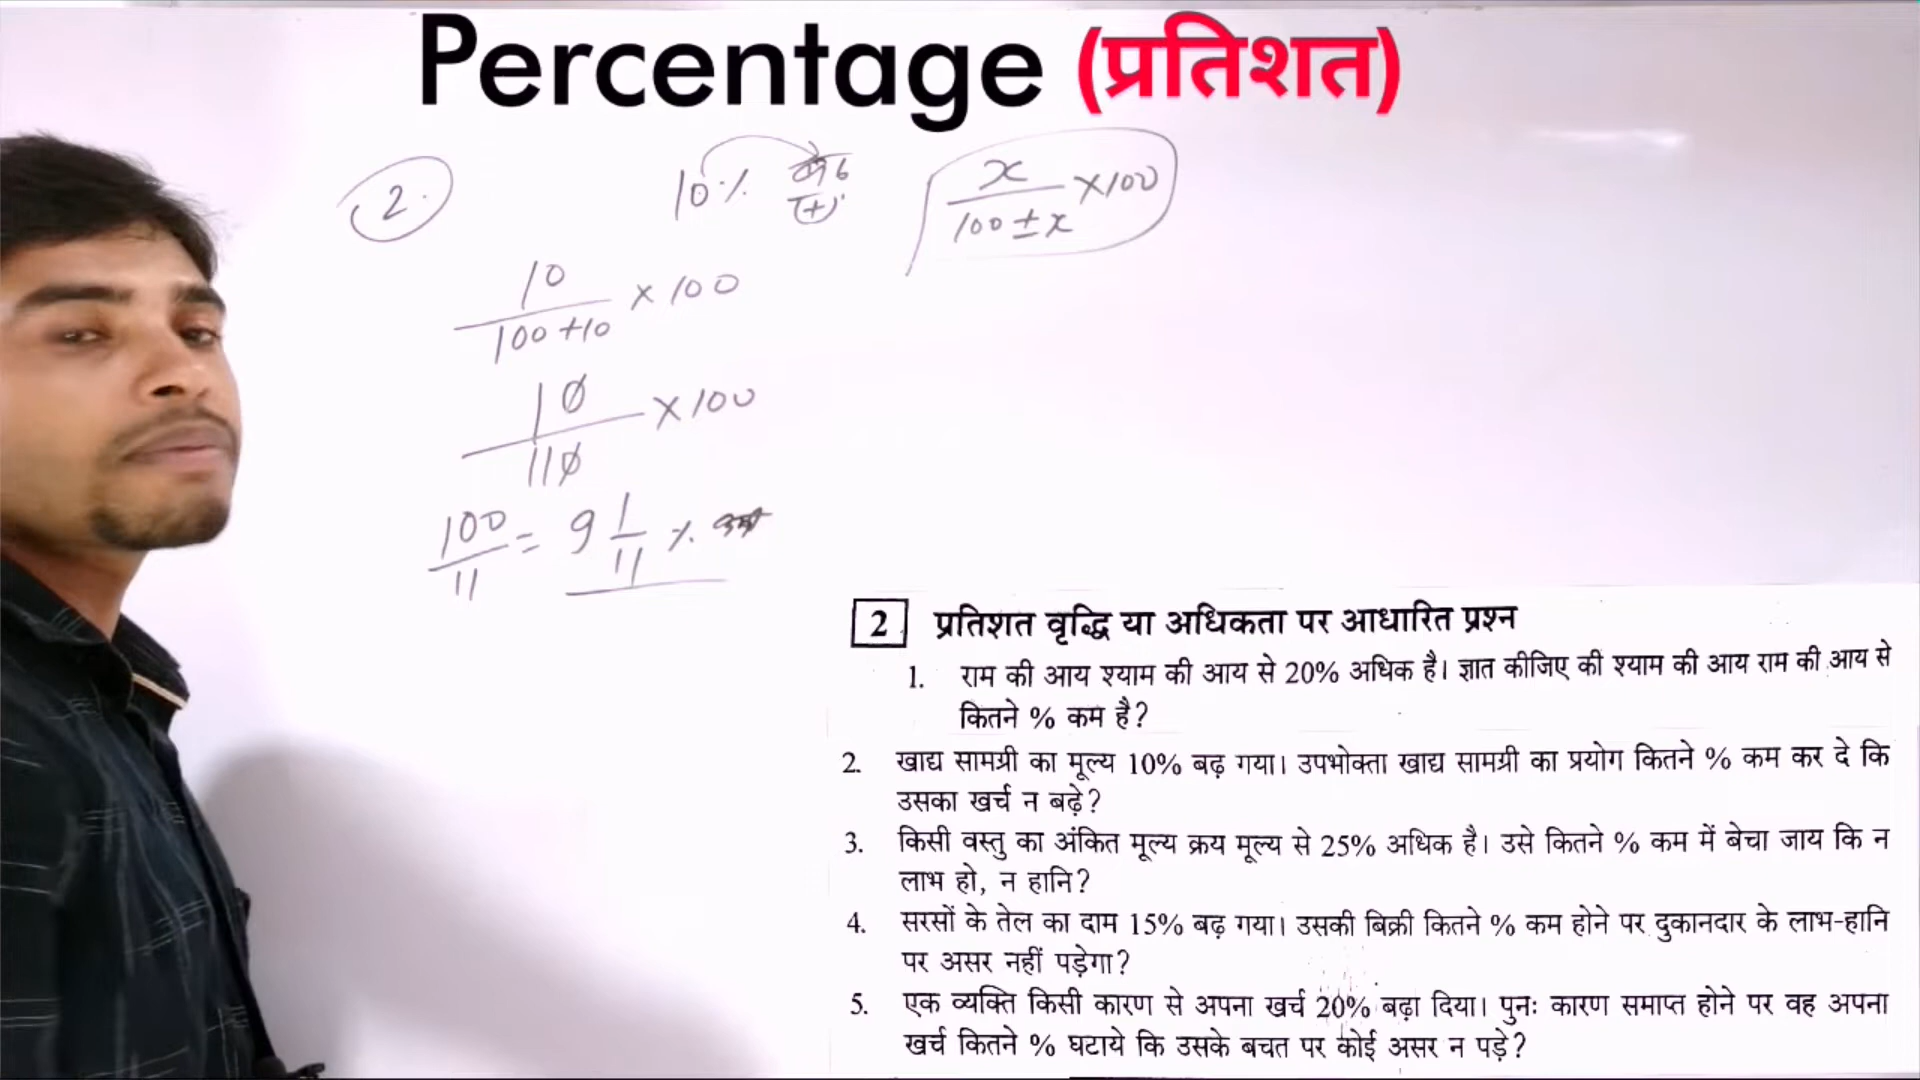 Percentage (प्रतिशत)
2.
10%
(+)
x/(100±x) ×100
10/(100+10) × 100
10/110 ×100
100/11 = 9 1/11 %
2 प्रतिशत वृद्धि या अधिकता पर आधारित प्रश्न
1. राम की आय श्याम की आय से 20% अधिक है। ज्ञात कीजिए की श्याम की आय राम की आय से
कितने % कम है?
2. खाद्य सामग्री का मूल्य 10% बढ़ गया। उपभोक्ता खाद्य सामग्री का प्रयोग कितने % कम कर दे कि
उसका खर्च न बढ़े?
3. किसी वस्तु का अंकित मूल्य क्रय मूल्य से 25% अधिक है। उसे कितने % कम में बेचा जाय कि न
लाभ हो, न हानि?
4. सरसों के तेल का दाम 15% बढ़ गया। उसकी बिक्री कितने % कम होने पर दुकानदार के लाभ-हानि
पर असर नहीं पड़ेगा?
5. एक व्यक्ति किसी कारण से अपना खर्च 20% बढ़ा दिया। पुनः कारण समाप्त होने पर वह अपना
खर्च कितने % घटाये कि उसके बचत पर कोई असर न पड़े?